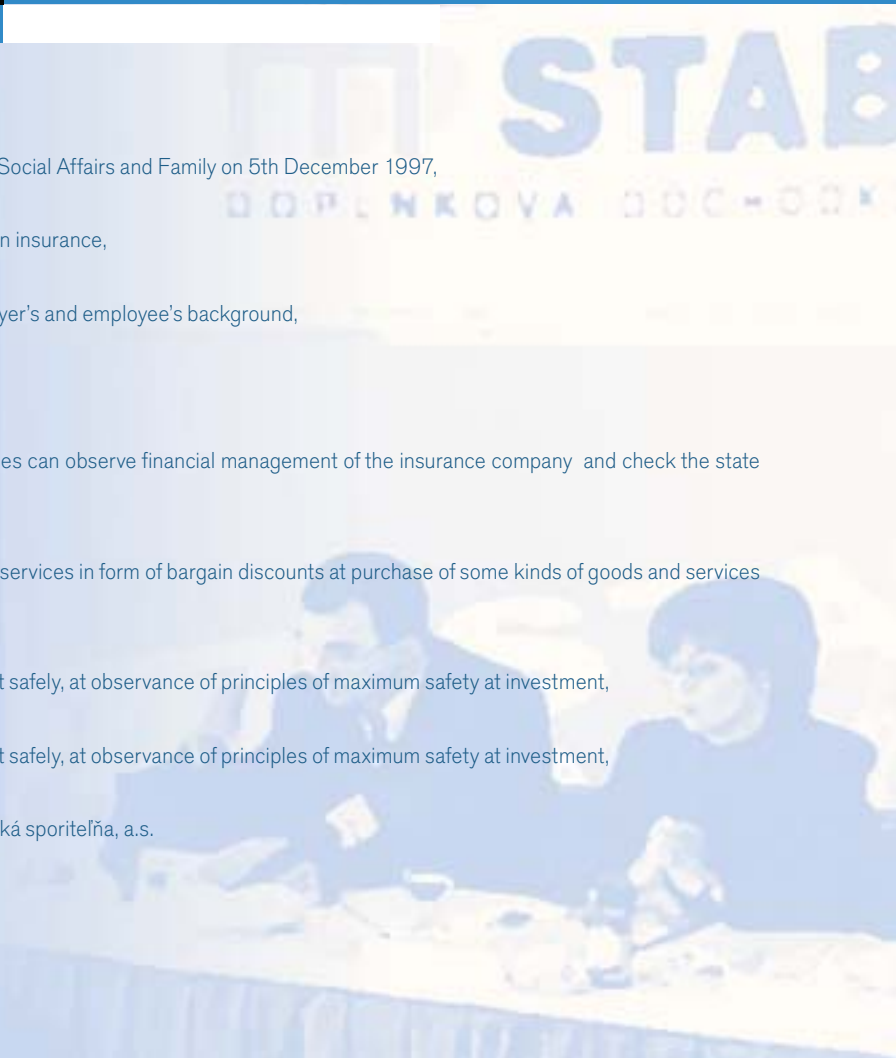 STAB
DOPLNKOVÁ DÔCHODK
Social Affairs and Family on 5th December 1997,
n insurance,
yer's and employee's background,
es can observe financial management of the insurance company and check the state
services in form of bargain discounts at purchase of some kinds of goods and services
t safely, at observance of principles of maximum safety at investment,
t safely, at observance of principles of maximum safety at investment,
ká sporiteľňa, a.s.